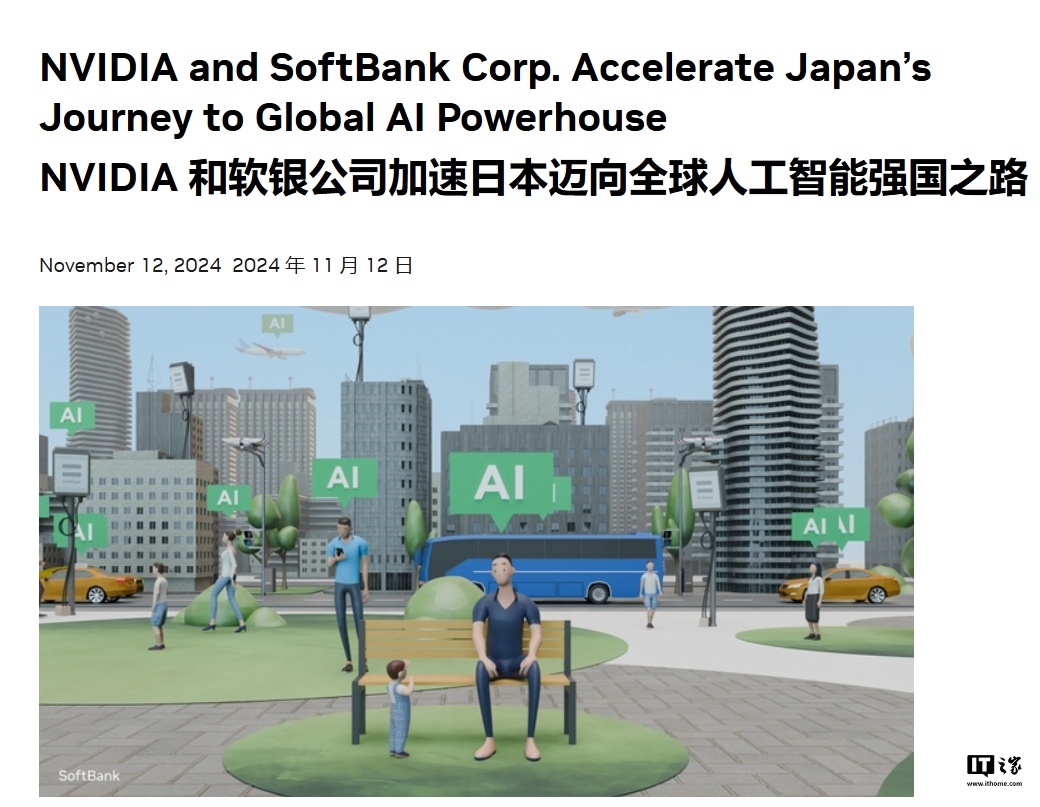 NVIDIA and SoftBank Corp. Accelerate Japan’s
Journey to Global AI Powerhouse
NVIDIA 和软银公司加速日本迈向全球人工智能强国之路
November 12, 2024 2024 年 11 月 12 日
AI
AI
AI
AI
AI
AI
AI
AI
SoftBank
IT之家
www.ithome.com